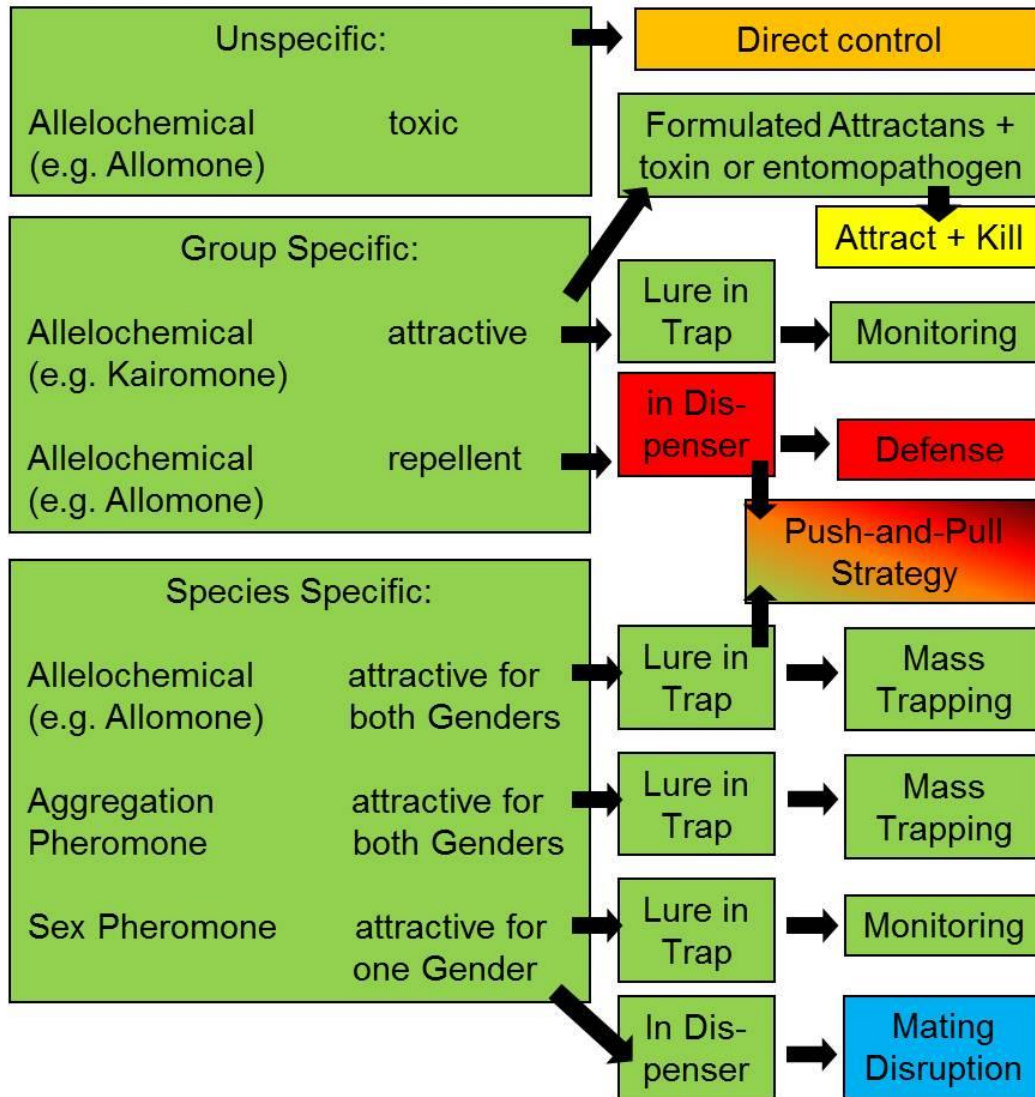 Unspecific:
Allelochemical toxic
(e.g. Allomone)
Direct control
Formulated Attractans +
toxin or entomopathogen
Attract + Kill
Group Specific:
Allelochemical attractive
(e.g. Kairomone)
Lure in
Trap
Monitoring
Allelochemical repellent
(e.g. Allomone)
in Dis-
penser
Defense
Push-and-Pull
Strategy
Species Specific:
Allelochemical attractive for
(e.g. Allomone) both Genders
Lure in
Trap
Mass
Trapping
Aggregation attractive for
Pheromone both Genders
Lure in
Trap
Mass
Trapping
Sex Pheromone attractive for
one Gender
Lure in
Trap
Monitoring
In Dis-
penser
Mating
Disruption